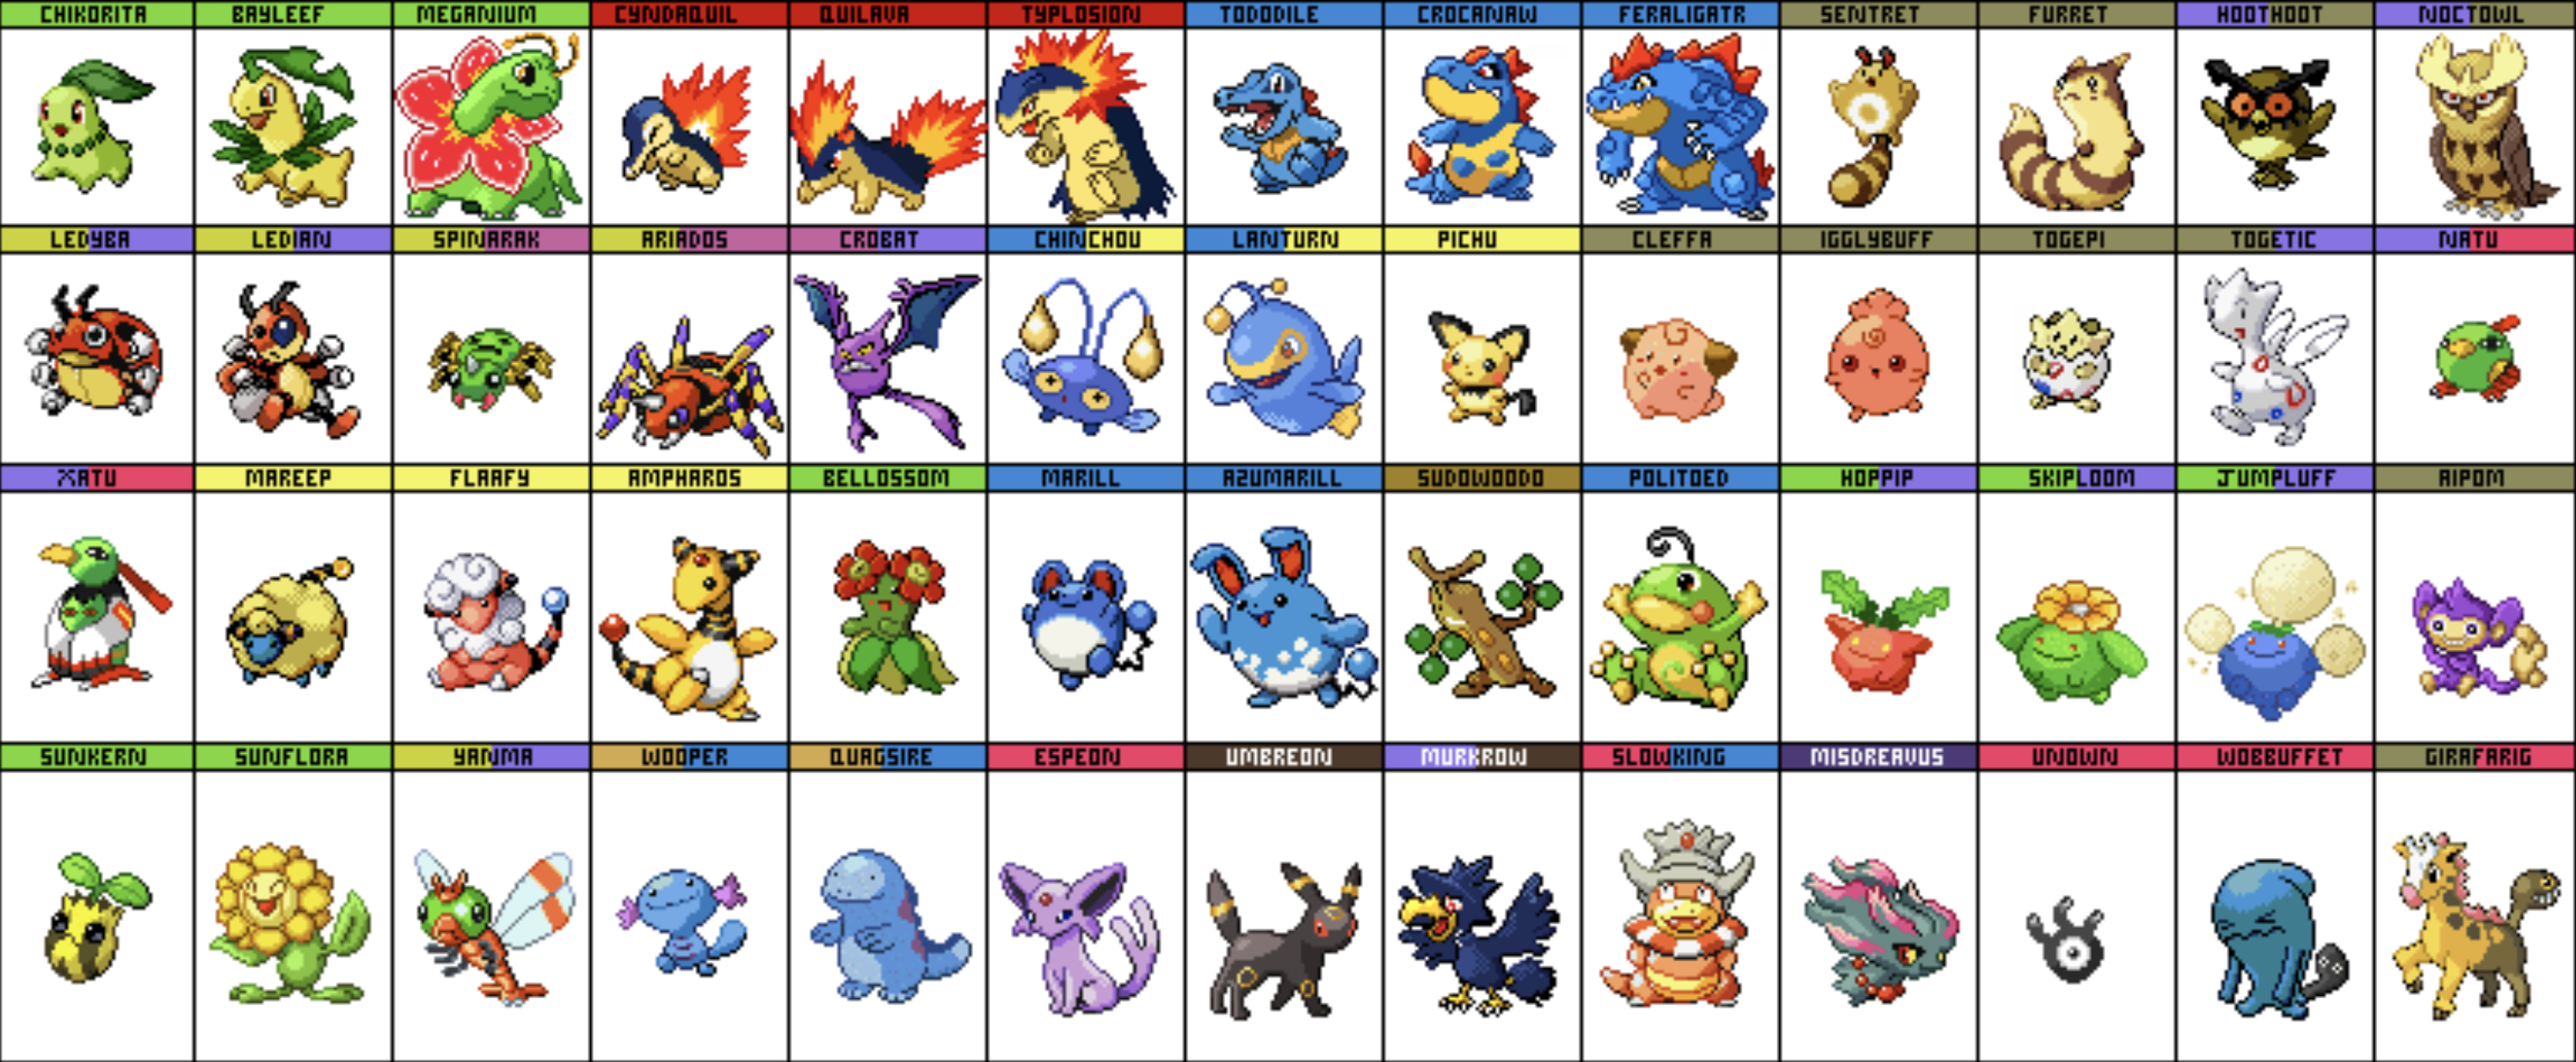 CHIKORITA BAYLEEF MEGANIUM CYNDAQUIL QUILAVA TYPLOSION TODODILE CROCANAW FERALIGATR SENTRET FURRET HOOTHOOT NOCTOWL
LEDYBA LEDIAN SPINARAK ARIADOS CROBAT CHINCHOU LANTURN PICHU CLEFFA IGGLYBUFF TOGEPI TOGETIC NATU
XATU MAREEP FLAAFY AMPHAROS BELLOSSOM MARILL AZUMARILL SUDOWOODO POLITOED HOPPIP SKIPLOOM JUMPLUFF AIPOM
SUNKERN SUNFLORA YANMA WOOPER QUAGSIRE ESPEON UMBREON MURKROW SLOWKING MISDREAVUS UNOWN WOBBUFFET GIRAFARIG